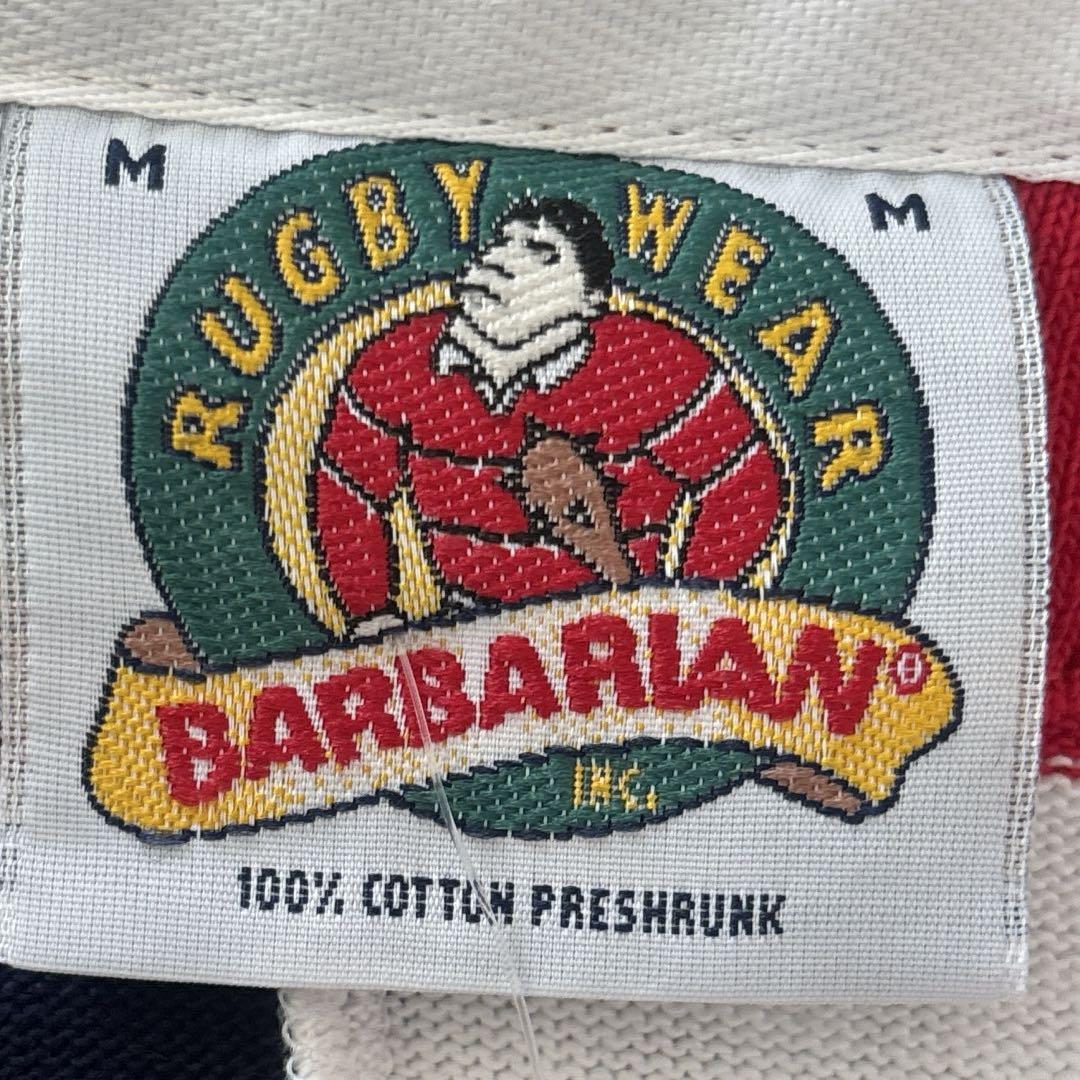 M M
RUGBY WEAR
BARBARIAN®
INC.
100% COTTON PRESHRUNK